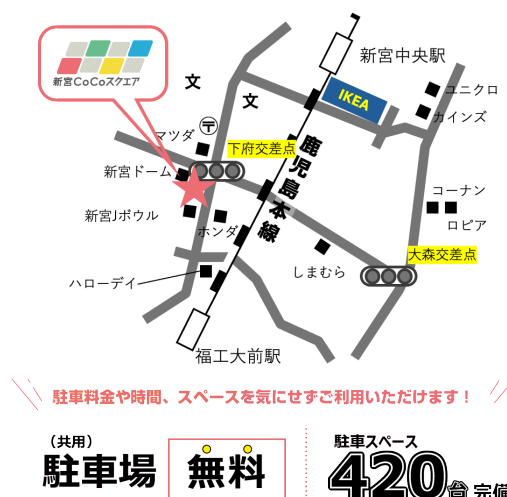 新宮中央駅
新宮CoCoスクエア
文
ユニクロ
IKEA
文
カインズ
〒
マツダ
下府交差点
鹿児島本線
新宮ドーム
コーナン
新宮Jボウル
ホンダ
ロピア
大森交差点
しまむら
ハローデイ
福工大前駅
駐車料金や時間、スペースを気にせずご利用いただけます！
（共用）
駐車場
無料
駐車スペース
420台完備